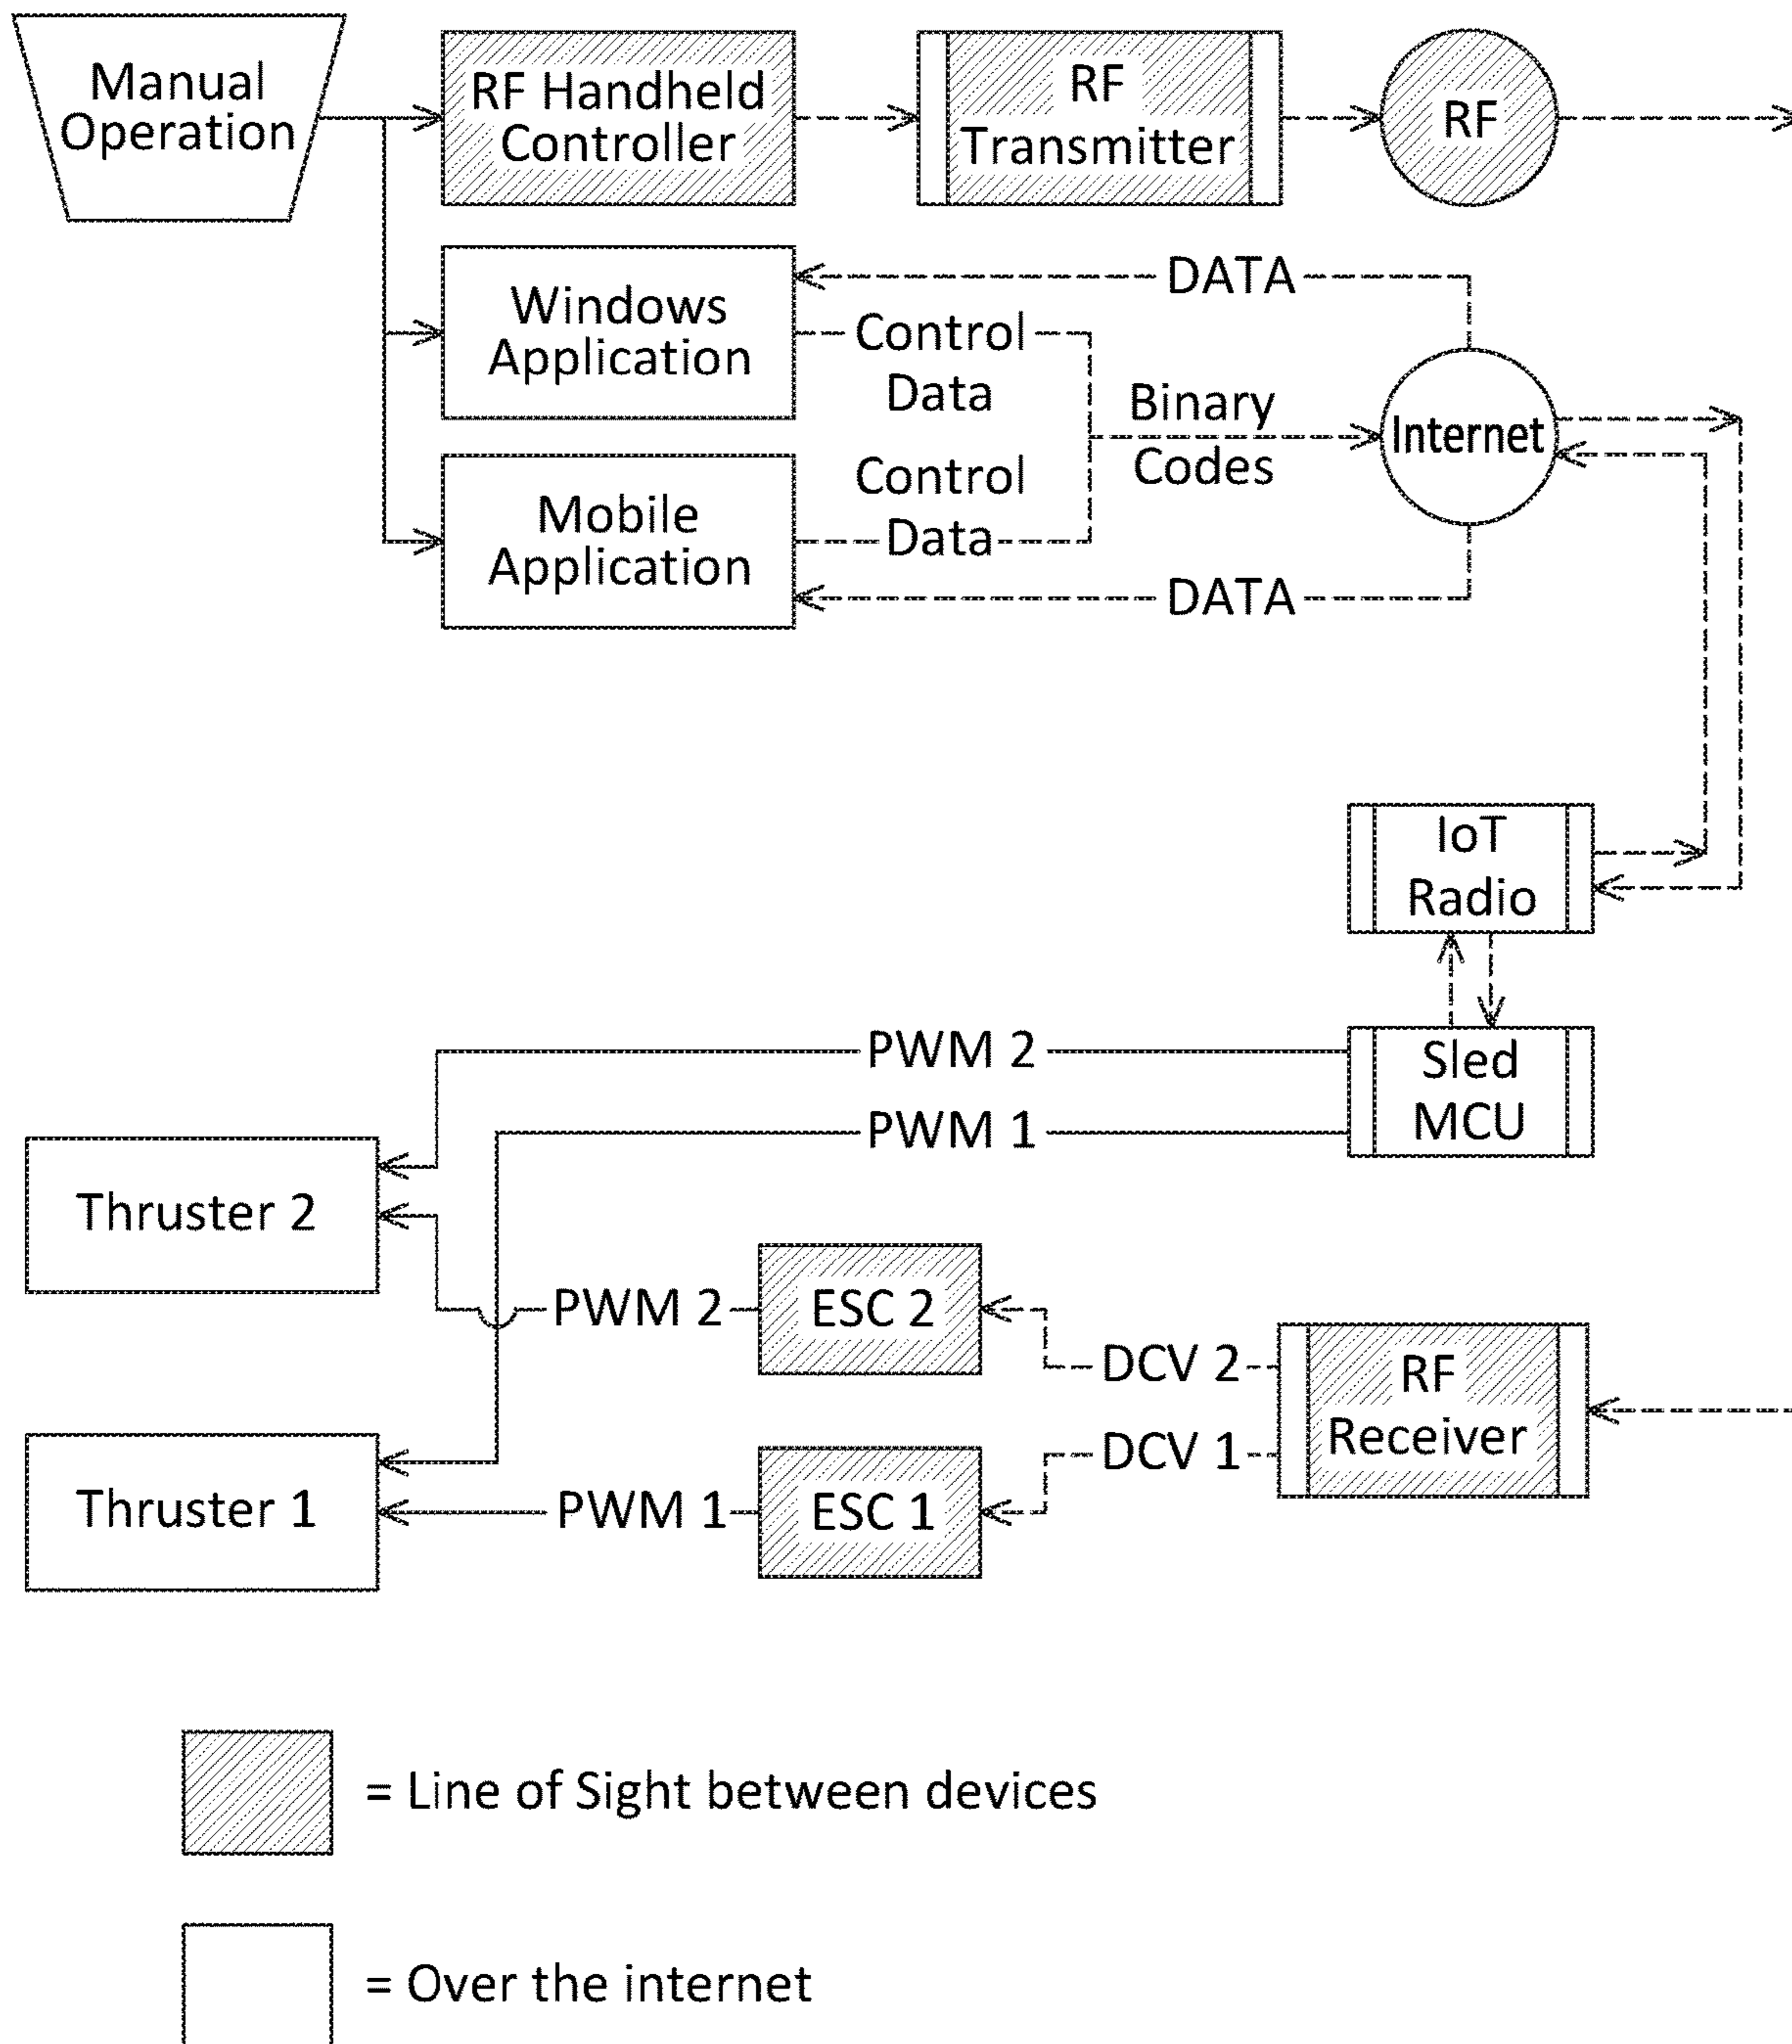 Manual
Operation
RF Handheld
Controller
RF
Transmitter
RF
Windows
Application
DATA
Control
Data
Binary
Codes
Internet
Mobile
Application
Control
Data
DATA
IoT
Radio
PWM 2
Sled
MCU
PWM 1
Thruster 2
PWM 2
ESC 2
DCV 2
RF
Receiver
DCV 1
Thruster 1
PWM 1
ESC 1
= Line of Sight between devices
= Over the internet